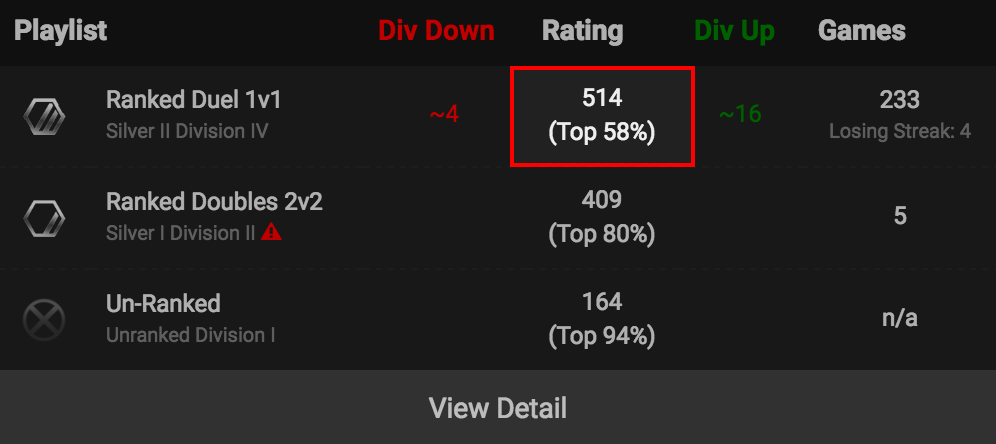 Playlist Div Down Rating Div Up Games
Ranked Duel 1v1
Silver II Division IV
~4
514
(Top 58%)
~16
233
Losing Streak: 4
Ranked Doubles 2v2
Silver I Division II
409
(Top 80%)
5
Un-Ranked
Unranked Division I
164
(Top 94%)
n/a
View Detail